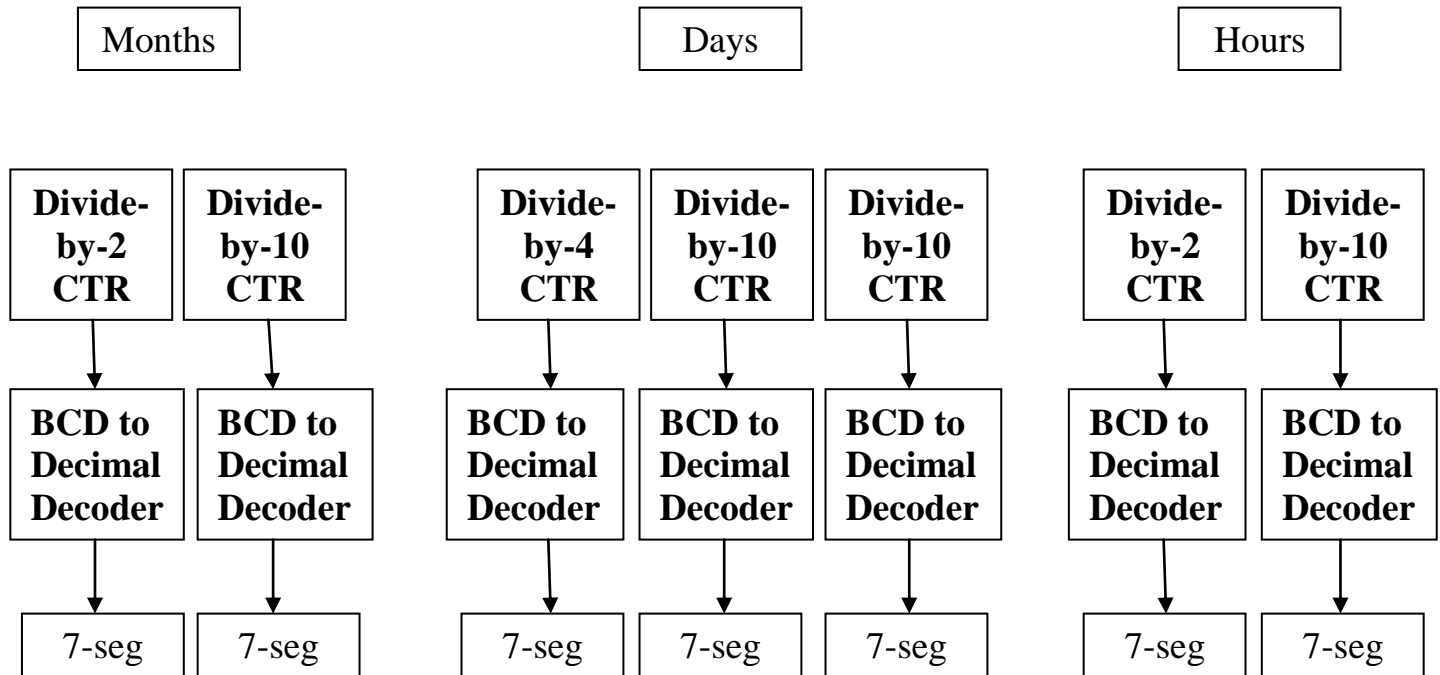 Months
Days
Hours
Divide-
by-2
CTR
Divide-
by-10
CTR
Divide-
by-4
CTR
Divide-
by-10
CTR
Divide-
by-10
CTR
Divide-
by-2
CTR
Divide-
by-10
CTR
BCD to
Decimal
Decoder
BCD to
Decimal
Decoder
BCD to
Decimal
Decoder
BCD to
Decimal
Decoder
BCD to
Decimal
Decoder
BCD to
Decimal
Decoder
BCD to
Decimal
Decoder
7-seg
7-seg
7-seg
7-seg
7-seg
7-seg
7-seg